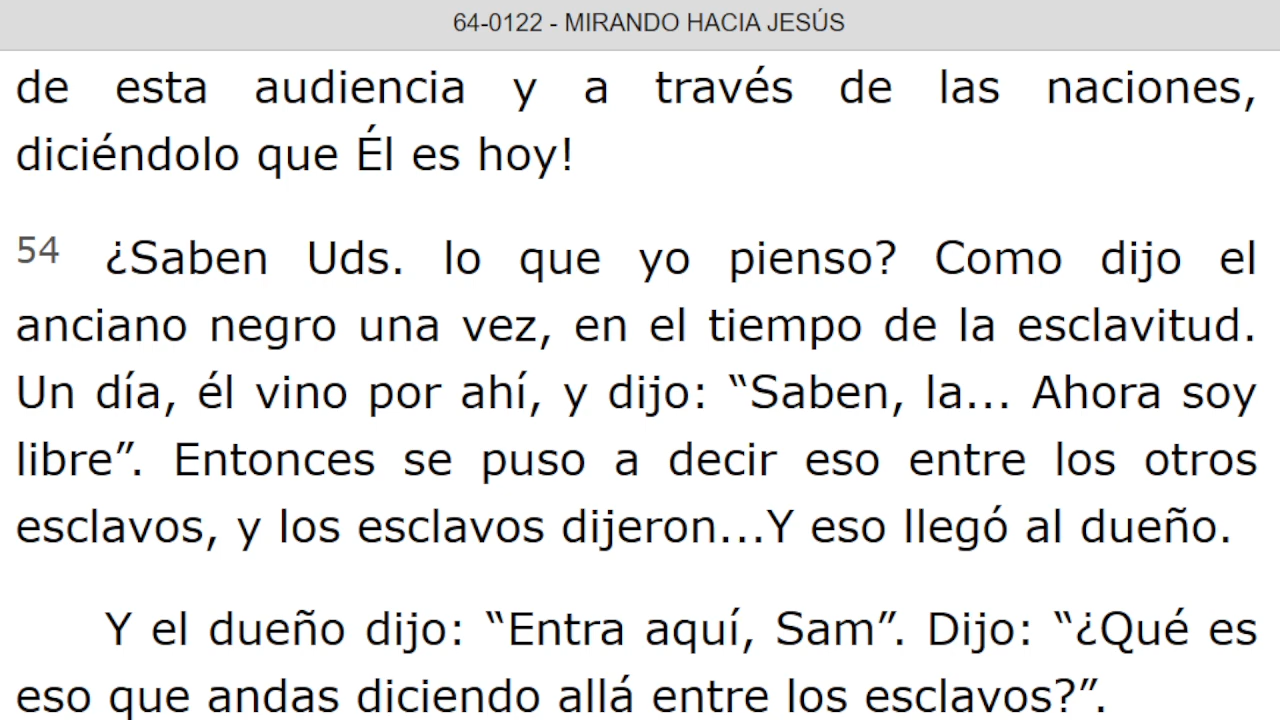 64-0122 - MIRANDO HACIA JESÚS
de esta audiencia y a través de las naciones,
diciéndolo que Él es hoy!
54 ¿Saben Uds. lo que yo pienso? Como dijo el
anciano negro una vez, en el tiempo de la esclavitud.
Un día, él vino por ahí, y dijo: “Saben, la... Ahora soy
libre”. Entonces se puso a decir eso entre los otros
esclavos, y los esclavos dijeron...Y eso llegó al dueño.
Y el dueño dijo: “Entra aquí, Sam”. Dijo: “¿Qué es
eso que andas diciendo allá entre los esclavos?”.